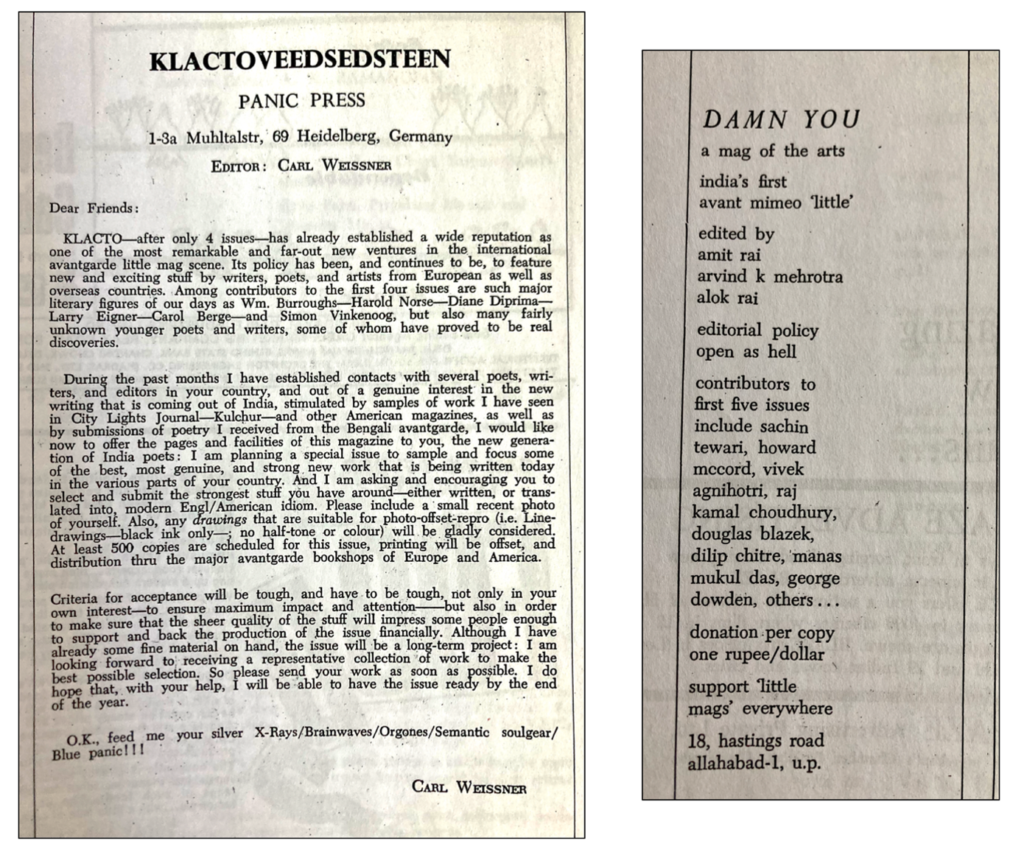 KLACTOVEEDSEDSTEEN
PANIC PRESS
1-3a Muhltalstr, 69 Heidelberg, Germany
EDITOR: CARL WEISSNER
Dear Friends:
KLACTO—after only 4 issues—has already established a wide reputation as
one of the most remarkable and far-out new ventures in the international
avantgarde little mag scene. Its policy has been, and continues to be, to feature
new and exciting stuff by writers, poets, and artists from European as well as
overseas countries. Among contributors to the first four issues are such major
literary figures of our days as Wm. Burroughs—Harold Norse—Diane Diprima—
Larry Eigner—Carol Berge—and Simon Vinkenoog, but also many fairly
unknown younger poets and writers, some of whom have proved to be real
discoveries.
During the past months I have established contacts with several poets, wri-
ters, and editors in your country, and out of a genuine interest in the new
writing that is coming out of India, stimulated by samples of work I have seen
in City Lights Journal—Kulchur—and other American magazines, as well as
by submissions of poetry I received from the Bengali avantgarde, I would like
now to offer the pages and facilities of this magazine to you, the new genera-
tion of India poets: I am planning a special issue to sample and focus some
of the best, most genuine, and strong new work that is being written today
in the various parts of your country. And I am asking and encouraging you to
select and submit the strongest stuff you have around—either written, or trans-
lated into, modern Engl/American idiom. Please include a small recent photo
of yourself. Also, any drawings that are suitable for photo-offset-repro (i.e. Line-
drawings—black ink only—; no half-tone or colour) will be gladly considered.
At least 500 copies are scheduled for this issue, printing will be offset, and
distribution thru the major avantgarde bookshops of Europe and America.
Criteria for acceptance will be tough, and have to be tough, not only in your
own interest—to ensure maximum impact and attention——but also in order
to make sure that the sheer quality of the stuff will impress some people enough
to support and back the production of the issue financially. Although I have
already some fine material on hand, the issue will be a long-term project: I am
looking forward to receiving a representative collection of work to make the
best possible selection. So please send your work as soon as possible. I do
hope that, with your help, I will be able to have the issue ready by the end
of the year.
O.K., feed me your silver X-Rays/Brainwaves/Orgones/Semantic soulgear/
Blue panic!!!
CARL WEISSNER
DAMN YOU
a mag of the arts
india's first
avant mimeo 'little'
edited by
amit rai
arvind k mehrotra
alok rai
editorial policy
open as hell
contributors to
first five issues
include sachin
tewari, howard
mccord, vivek
agnihotri, raj
kamal choudhury,
douglas blazek,
dilip chitre, manas
mukul das, george
dowden, others...
donation per copy
one rupee/dollar
support 'little
mags' everywhere
18, hastings road
allahabad-1, u.p.